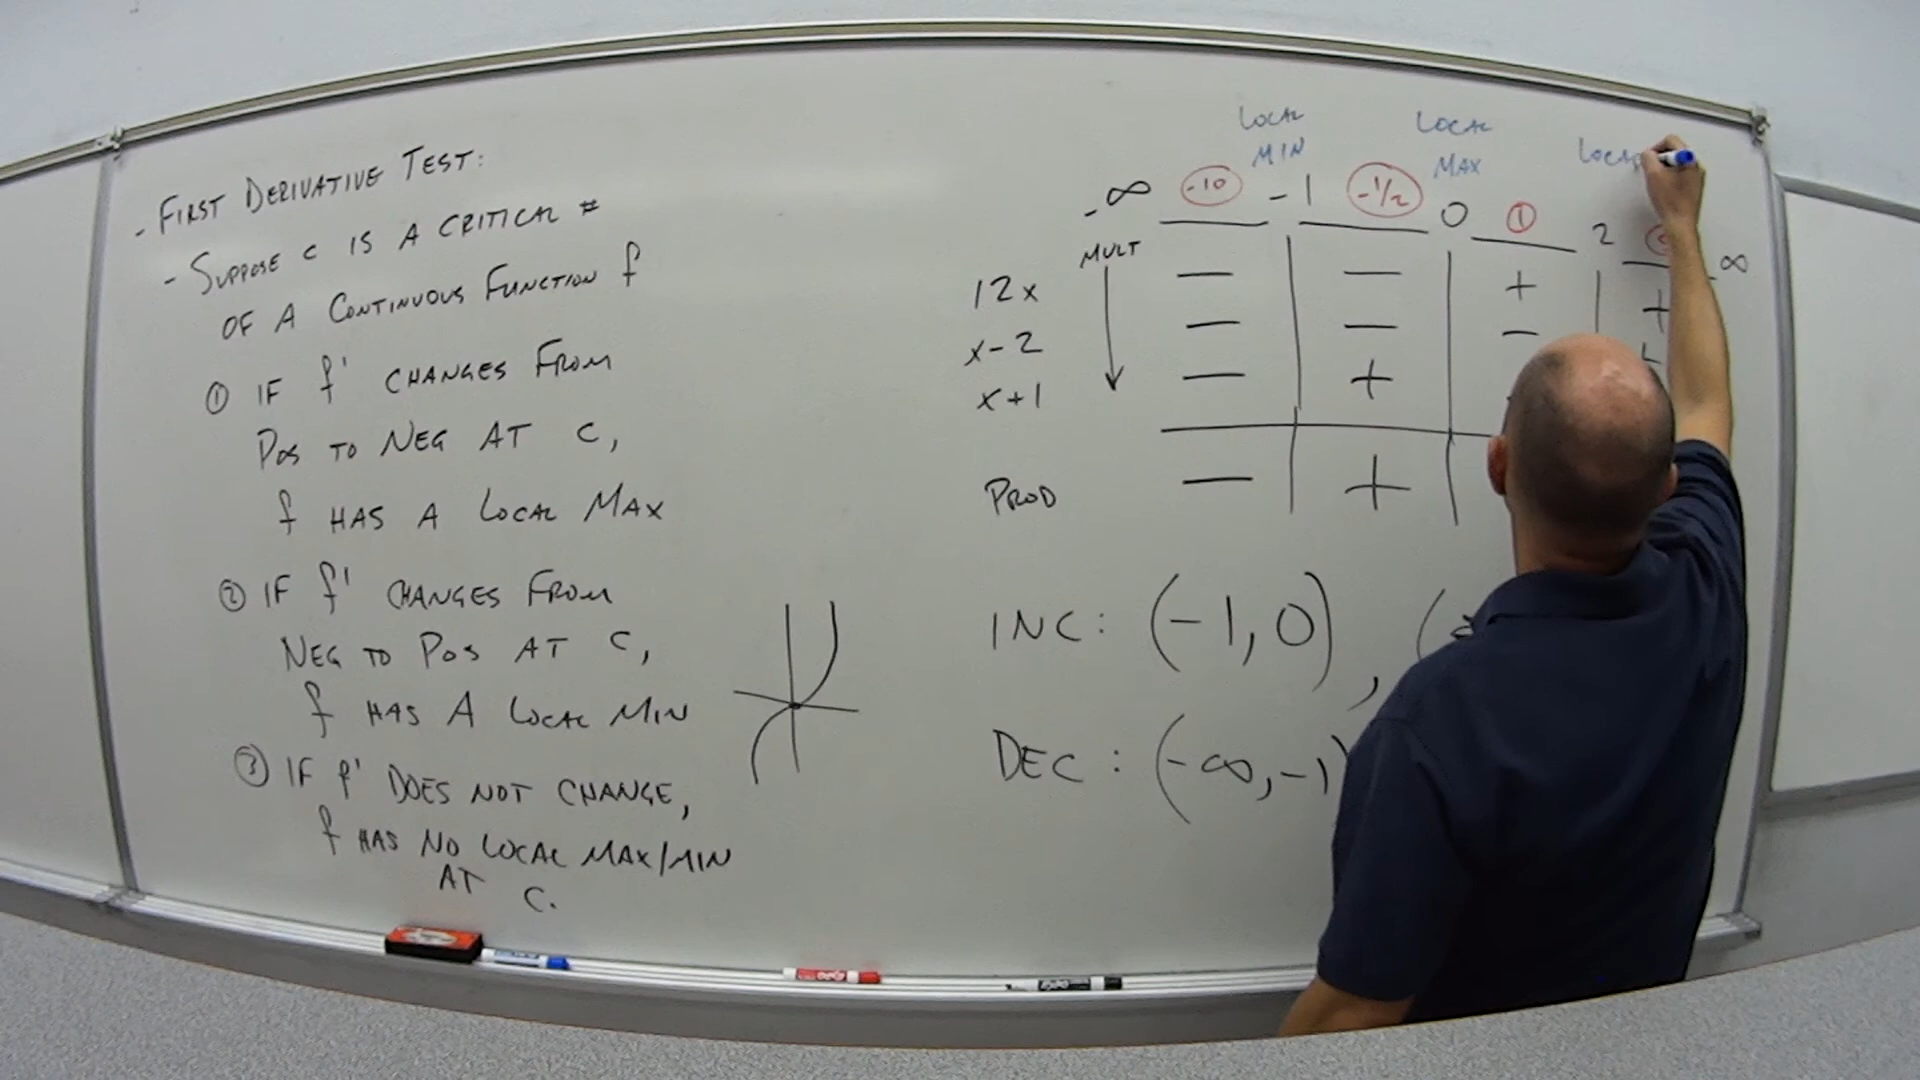 - FIRST DERIVATIVE TEST:
- SUPPOSE C IS A CRITICAL #
OF A CONTINUOUS FUNCTION f
① IF f' CHANGES FROM
POS TO NEG AT C,
f HAS A LOCAL MAX
② IF f' CHANGES FROM
NEG TO POS AT C,
f HAS A LOCAL MIN
③ IF f' DOES NOT CHANGE,
f HAS NO LOCAL MAX/MIN
AT C.
LOCAL MIN
LOCAL MAX
LOCAL
-∞ -10 -1 -1/2 0 1 2 ∞
MULT
12x — — + +
x-2 — — —
x+1 — +
PROD — +
INC: (-1,0), (
DEC: (-∞,-1)